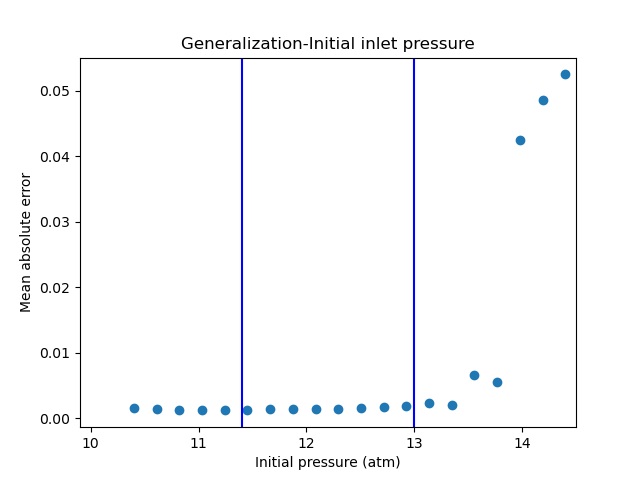 Generalization-Initial inlet pressure
Mean absolute error
0.05
0.04
0.03
0.02
0.01
0.00
10 11 12 13 14
Initial pressure (atm)